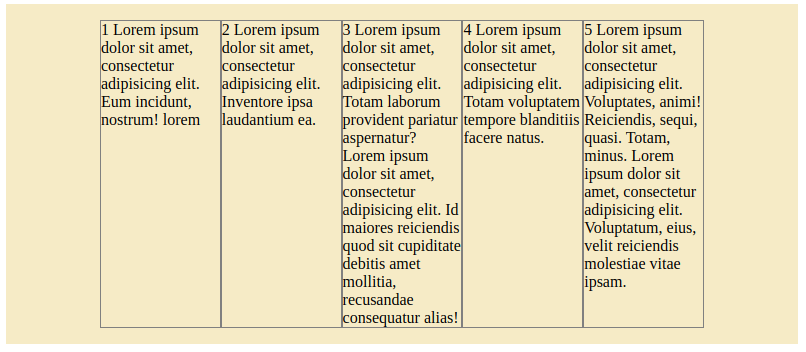 1 Lorem ipsum
dolor sit amet,
consectetur
adipisicing elit.
Eum incidunt,
nostrum! lorem
2 Lorem ipsum
dolor sit amet,
consectetur
adipisicing elit.
Inventore ipsa
laudantium ea.
3 Lorem ipsum
dolor sit amet,
consectetur
adipisicing elit.
Totam laborum
provident pariatur
aspernatur?
Lorem ipsum
dolor sit amet,
consectetur
adipisicing elit. Id
maiores reiciendis
quod sit cupiditate
debitis amet
mollitia,
recusandae
consequatur alias!
4 Lorem ipsum
dolor sit amet,
consectetur
adipisicing elit.
Totam voluptatem
tempore blanditiis
facere natus.
5 Lorem ipsum
dolor sit amet,
consectetur
adipisicing elit.
Voluptates, animi!
Reiciendis, sequi,
quasi. Totam,
minus. Lorem
ipsum dolor sit
amet, consectetur
adipisicing elit.
Voluptatum, eius,
velit reiciendis
molestiae vitae
ipsam.